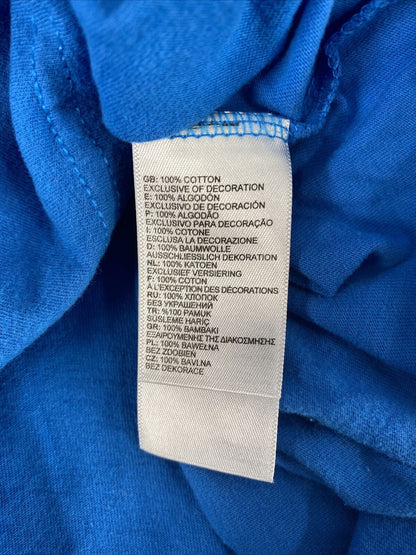 GB: 100% COTTON
EXCLUSIVE OF DECORATION
E: 100% ALGODÓN
EXCLUSIVO DE DECORACIÓN
P: 100% ALGODÃO
EXCLUSIVO PARA DECORAÇÃO
I: 100% COTONE
ESCLUSA LA DECORAZIONE
D: 100% BAUMWOLLE
AUSSCHLIESSLICH DEKORATION
NL: 100% KATOEN
EXCLUSIEF VERSIERING
F: 100% COTON
À L'EXCEPTION DES DÉCORATIONS
RU: 100% ХЛОПОК
БЕЗ УКРАШЕНИЙ
TR: %100 PAMUK
SÜSLEME HARİÇ
GR: 100% BAMBAKI
ΕΞΑΙΡΟΥΜΕΝΗΣ ΤΗΣ ΔΙΑΚΟΣΜΗΣΗΣ
PL: 100% BAWEŁNA
BEZ ZDOBIEŃ
CZ: 100% BAVLNA
BEZ DEKORACE